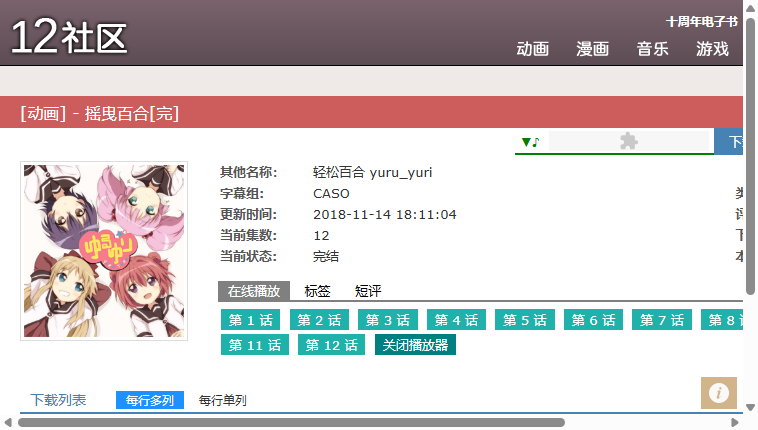 12社区
十周年电子书
动画 漫画 音乐 游戏
[动画] - 摇曳百合[完]
▼♪
下
其他名称： 轻松百合 yuru_yuri
字幕组： CASO
更新时间： 2018-11-14 18:11:04
当前集数： 12
当前状态： 完结
ゆるゆり
在线播放 标签 短评
第 1 话 第 2 话 第 3 话 第 4 话 第 5 话 第 6 话 第 7 话 第 8
第 11 话 第 12 话 关闭播放器
下载列表 每行多列 每行单列
i